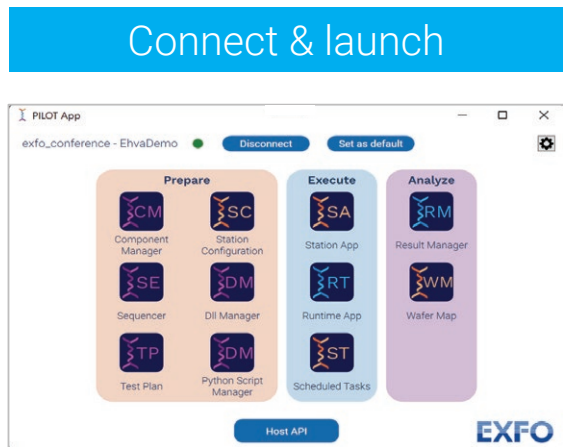 Connect & launch
PILOT App
exfo_conference - EhvaDemo
Disconnect
Set as default
Prepare
Execute
Analyze
CM
SC
SA
RM
Component
Manager
Station
Configuration
Station App
Result Manager
SE
DM
RT
WM
Sequencer
Dll Manager
Runtime App
Wafer Map
TP
DM
ST
Test Plan
Python Script
Manager
Scheduled Tasks
Host API
EXFO